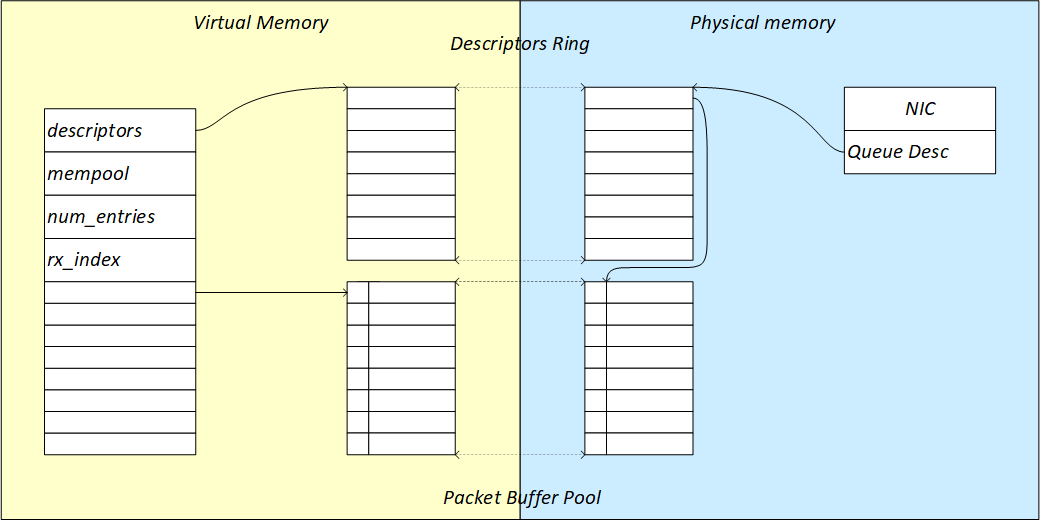 Virtual Memory
Physical memory
Descriptors Ring
descriptors
mempool
num_entries
rx_index
NIC
Queue Desc
Packet Buffer Pool